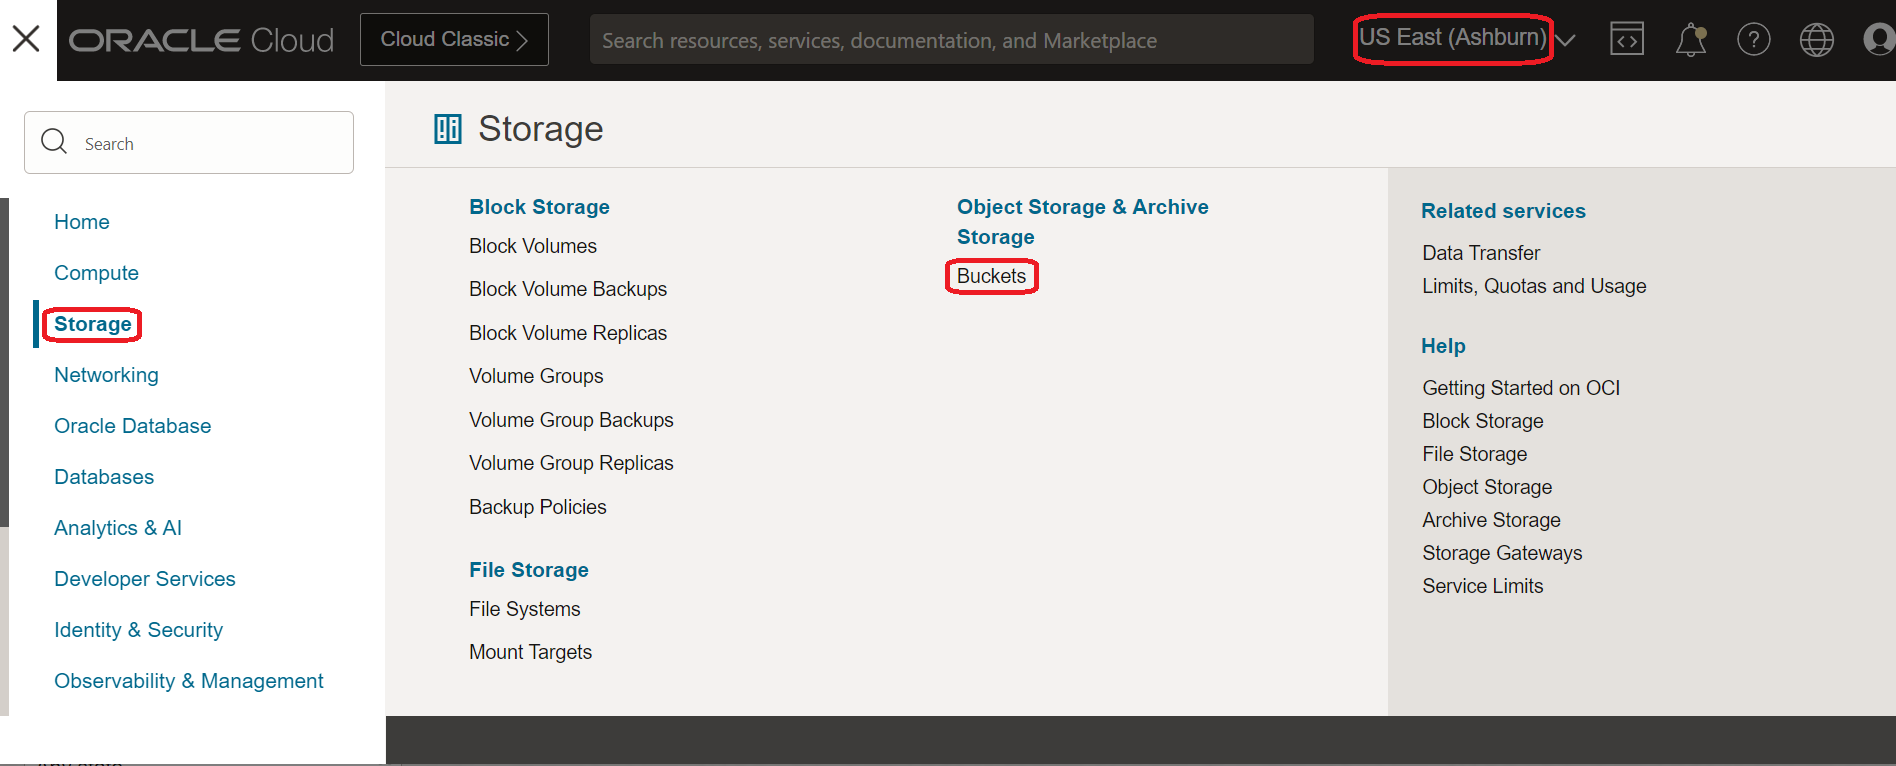 ORACLE Cloud
Cloud Classic
Search resources, services, documentation, and Marketplace
US East (Ashburn)
Search
Home
Compute
Storage
Networking
Oracle Database
Databases
Analytics & AI
Developer Services
Identity & Security
Observability & Management
Storage
Block Storage
Block Volumes
Block Volume Backups
Block Volume Replicas
Volume Groups
Volume Group Backups
Volume Group Replicas
Backup Policies
File Storage
File Systems
Mount Targets
Object Storage & Archive
Storage
Buckets
Related services
Data Transfer
Limits, Quotas and Usage
Help
Getting Started on OCI
Block Storage
File Storage
Object Storage
Archive Storage
Storage Gateways
Service Limits